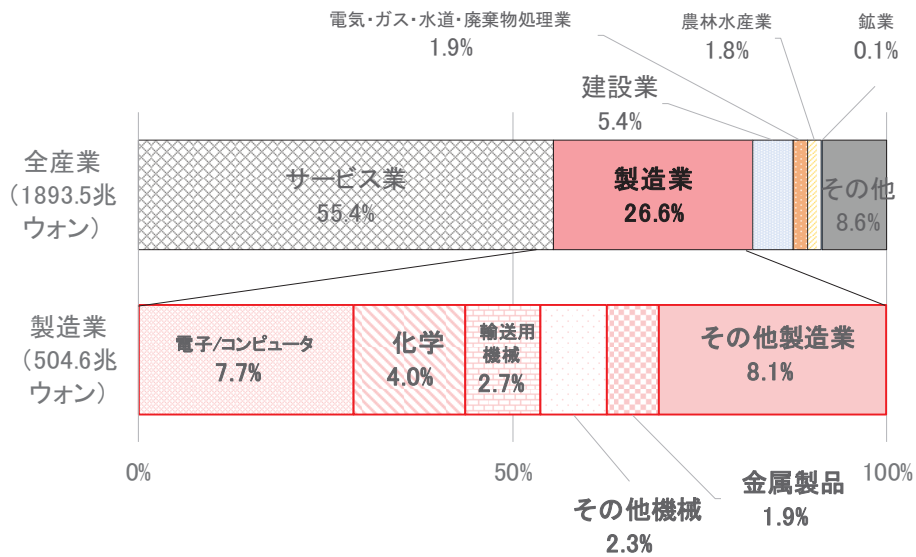 電気・ガス・水道・廃棄物処理業
1.9%
農林水産業
1.8%
鉱業
0.1%
建設業
5.4%
全産業
(1893.5兆
ウォン)
サービス業
55.4%
製造業
26.6%
その他
8.6%
製造業
(504.6兆
ウォン)
電子/コンピュータ
7.7%
化学
4.0%
輸送用
機械
2.7%
その他製造業
8.1%
0%
50%
100%
その他機械
2.3%
金属製品
1.9%